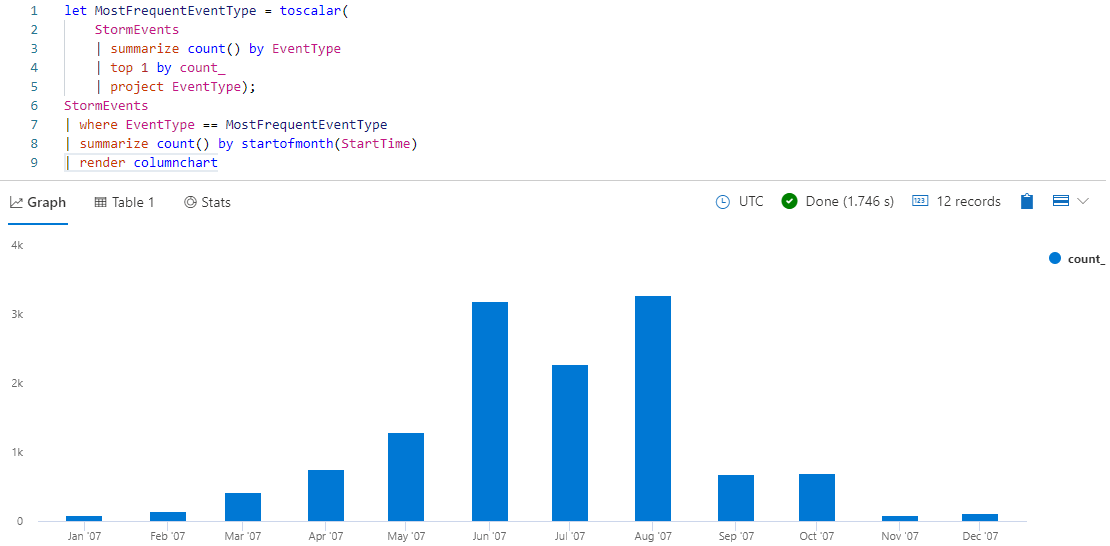 1 let MostFrequentEventType = toscalar(
2 StormEvents
3 | summarize count() by EventType
4 | top 1 by count_
5 | project EventType);
6 StormEvents
7 | where EventType == MostFrequentEventType
8 | summarize count() by startofmonth(StartTime)
9 | render columnchart
Graph Table 1 Stats UTC Done (1.746 s) 123 12 records
4k
count_
3k
2k
1k
0
Jan '07 Feb '07 Mar '07 Apr '07 May '07 Jun '07 Jul '07 Aug '07 Sep '07 Oct '07 Nov '07 Dec '07